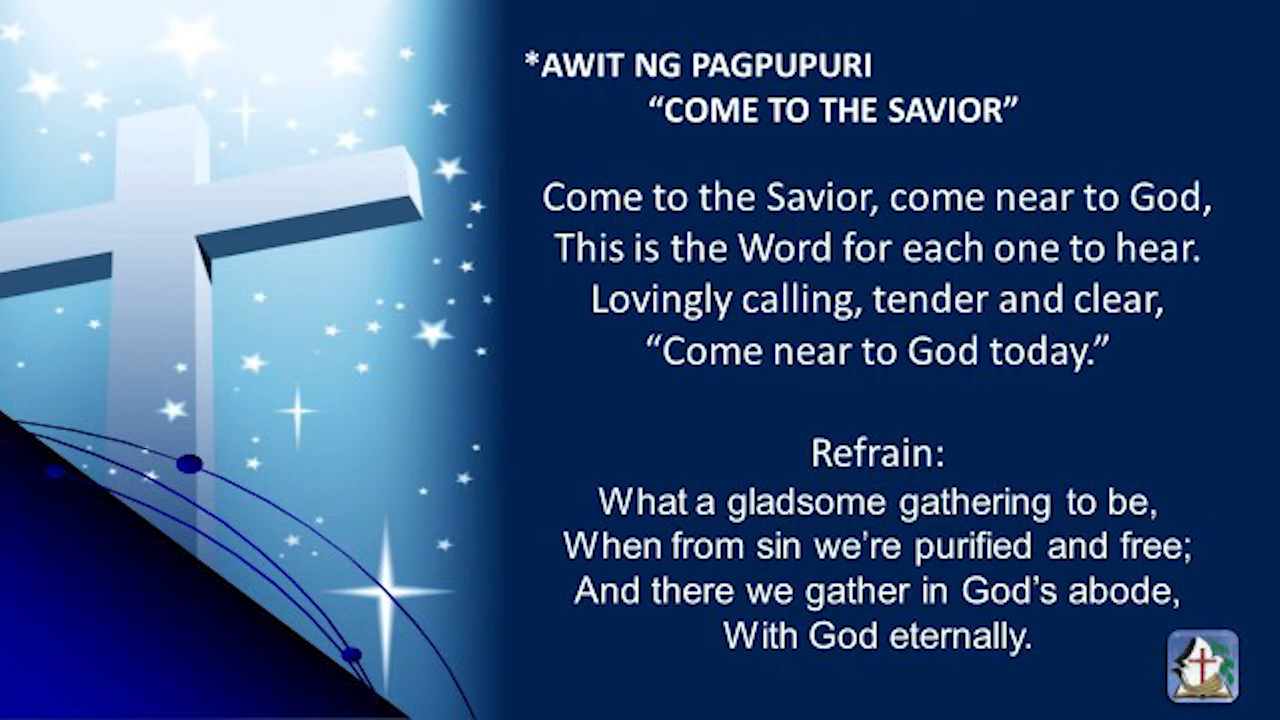 *AWIT NG PAGPUPURI
“COME TO THE SAVIOR”
Come to the Savior, come near to God,
This is the Word for each one to hear.
Lovingly calling, tender and clear,
“Come near to God today.”
Refrain:
What a gladsome gathering to be,
When from sin we’re purified and free;
And there we gather in God’s abode,
With God eternally.